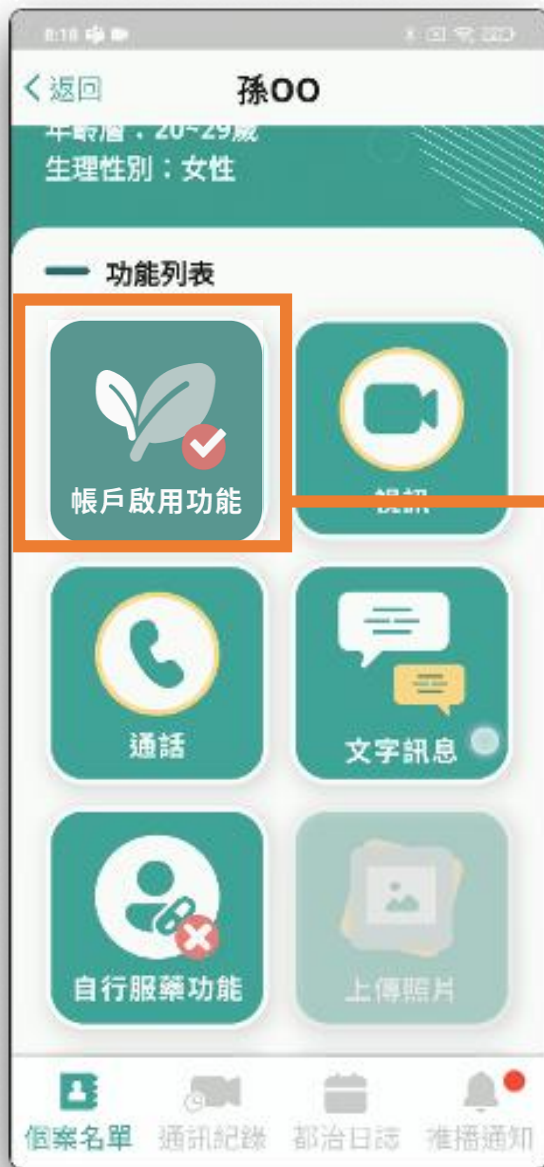 8:18
返回
孫OO
年齡層：20~29歲
生理性別：女性
功能列表
帳戶啟用功能
視訊
通話
文字訊息
自行服藥功能
上傳照片
個案名單 通訊紀錄 都治日誌 推播通知